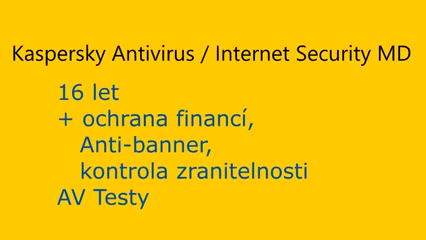 Kaspersky Antivirus / Internet Security MD
16 let
+ ochrana financí,
Anti-banner,
kontrola zranitelnosti
AV Testy